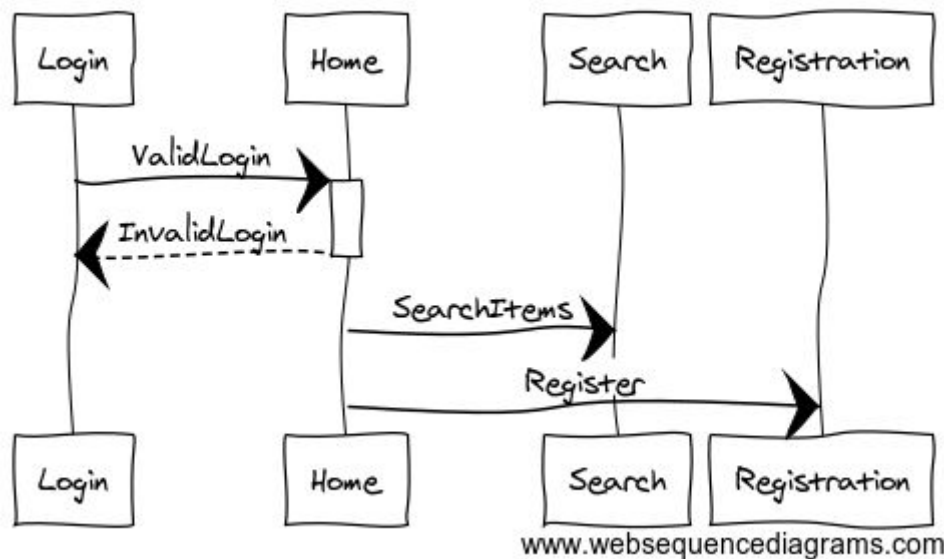 Login Home Search Registration
ValidLogin
InvalidLogin
SearchItems
Register
Login Home Search Registration
www.websequencediagrams.com